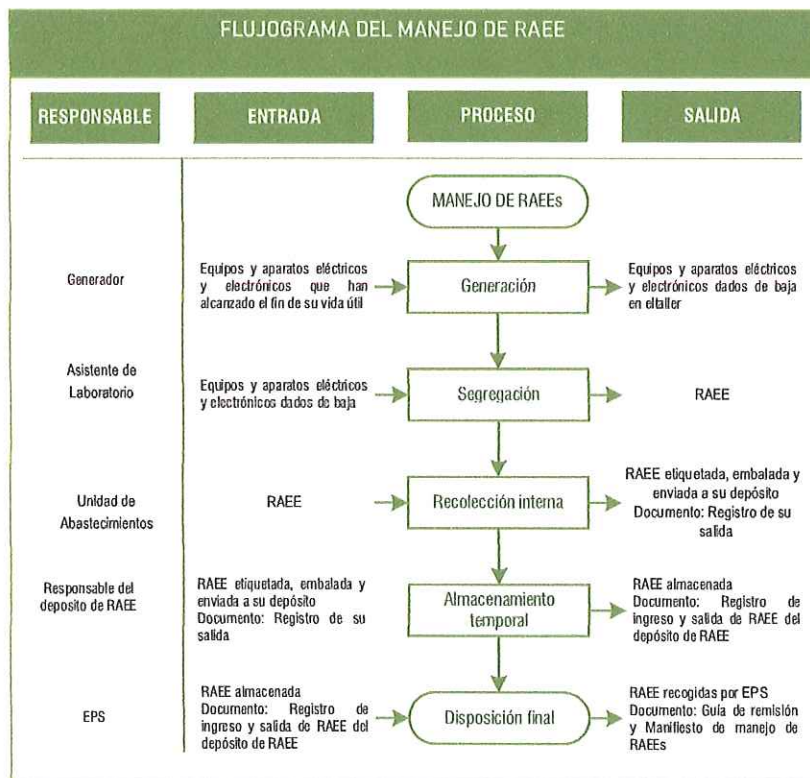 FLUJOGRAMA DEL MANEJO DE RAEE
RESPONSABLE
ENTRADA
PROCESO
SALIDA
MANEJO DE RAEEs
Generador
Equipos y aparatos eléctricos
y electrónicos que han
alcanzado el fin de su vida útil
Generación
Equipos y aparatos eléctricos
y electrónicos dados de baja
en eltaller
Asistente de
Laboratorio
Equipos y aparatos eléctricos
y electrónicos dados de baja
Segregación
RAEE
Unidad de
Abastecimientos
RAEE
Recolección interna
RAEE etiquetada, embalada y
enviada a su depósito
Documento: Registro de su
salida
Responsable del
deposito de RAEE
RAEE etiquetada, embalada y
enviada a su depósito
Documento: Registro de su
salida
Almacenamiento
temporal
RAEE almacenada
Documento: Registro de
ingreso y salida de RAEE del
depósito de RAEE
EPS
RAEE almacenada
Documento: Registro de
ingreso y salida de RAEE del
depósito de RAEE
Disposición final
RAEE recogidas por EPS
Documento: Guía de remisión
y Manifiesto de manejo de
RAEEs